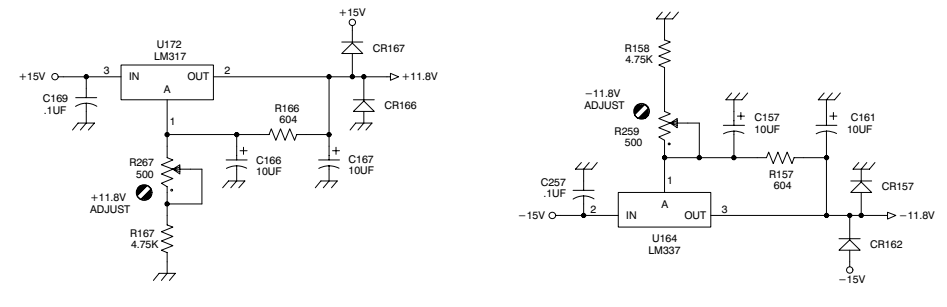 +15V
CR167
U172
LM317
+15V
3
IN
OUT
2
+11.8V
A
C169
.1UF
CR166
1
R166
604
R267
500
+
C166
10UF
+
C167
10UF
+11.8V
ADJUST
R167
4.75K
R158
4.75K
−11.8V
ADJUST
R259
500
+
C157
10UF
+
C161
10UF
R157
604
C257
.1UF
1
CR157
A
−15V
2
IN
OUT
3
−11.8V
U164
LM337
CR162
−15V